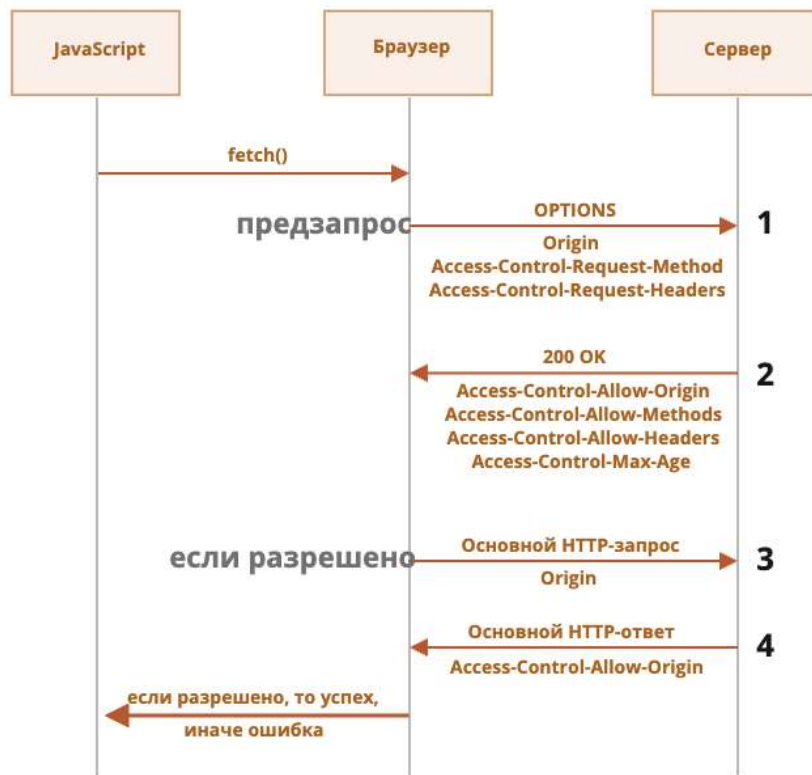 JavaScript
Браузер
Сервер
fetch()
предзапрос
OPTIONS
1
Origin
Access-Control-Request-Method
Access-Control-Request-Headers
200 OK
2
Access-Control-Allow-Origin
Access-Control-Allow-Methods
Access-Control-Allow-Headers
Access-Control-Max-Age
если разрешено
Основной HTTP-запрос
3
Origin
Основной HTTP-ответ
4
Access-Control-Allow-Origin
если разрешено, то успех,
иначе ошибка